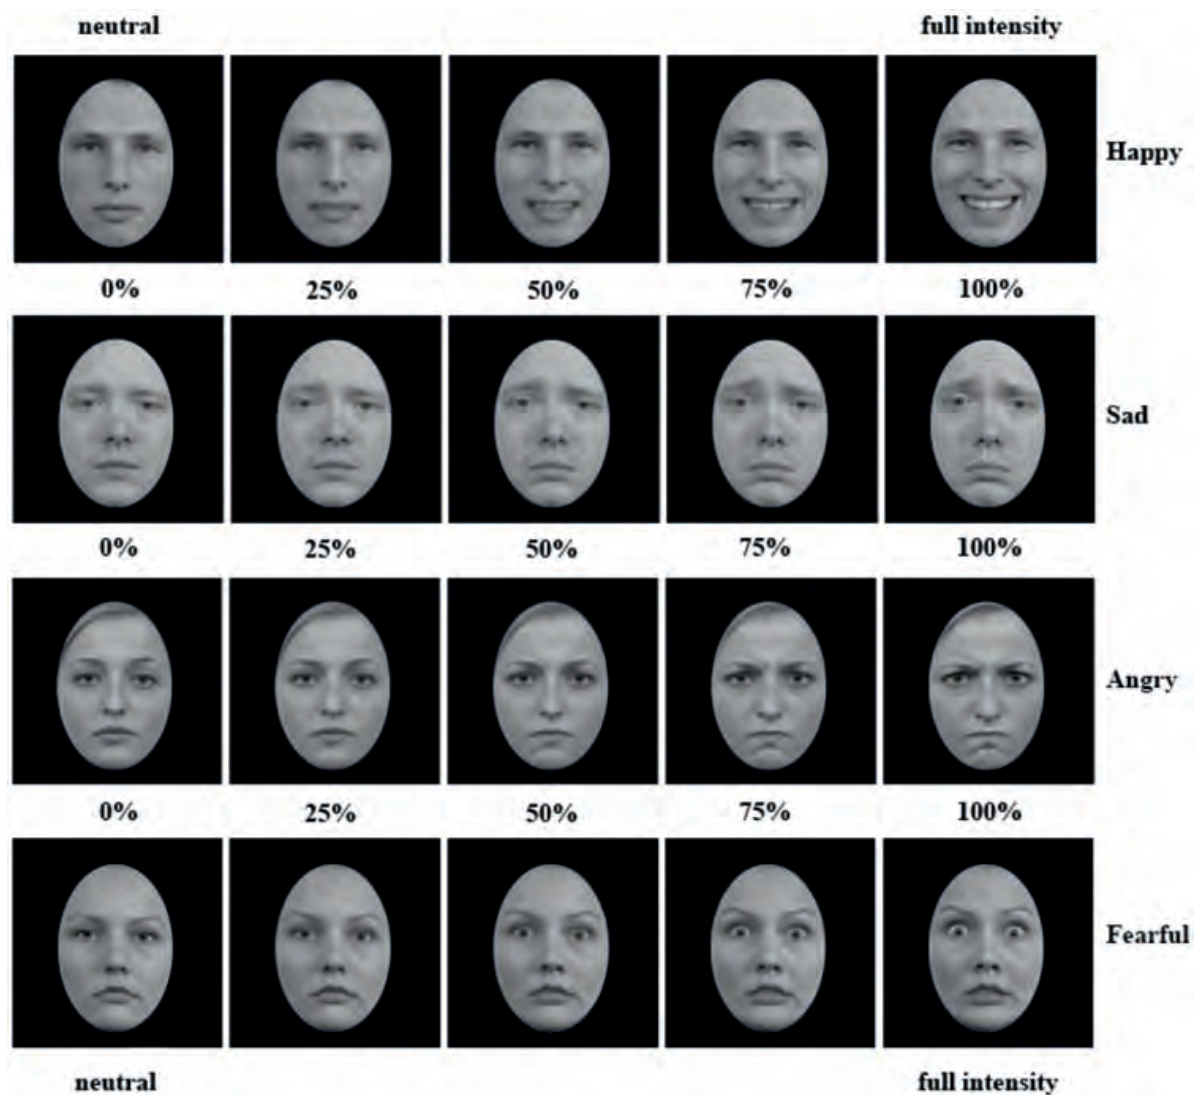 neutral full intensity
Happy
0% 25% 50% 75% 100%
Sad
0% 25% 50% 75% 100%
Angry
0% 25% 50% 75% 100%
Fearful
neutral full intensity